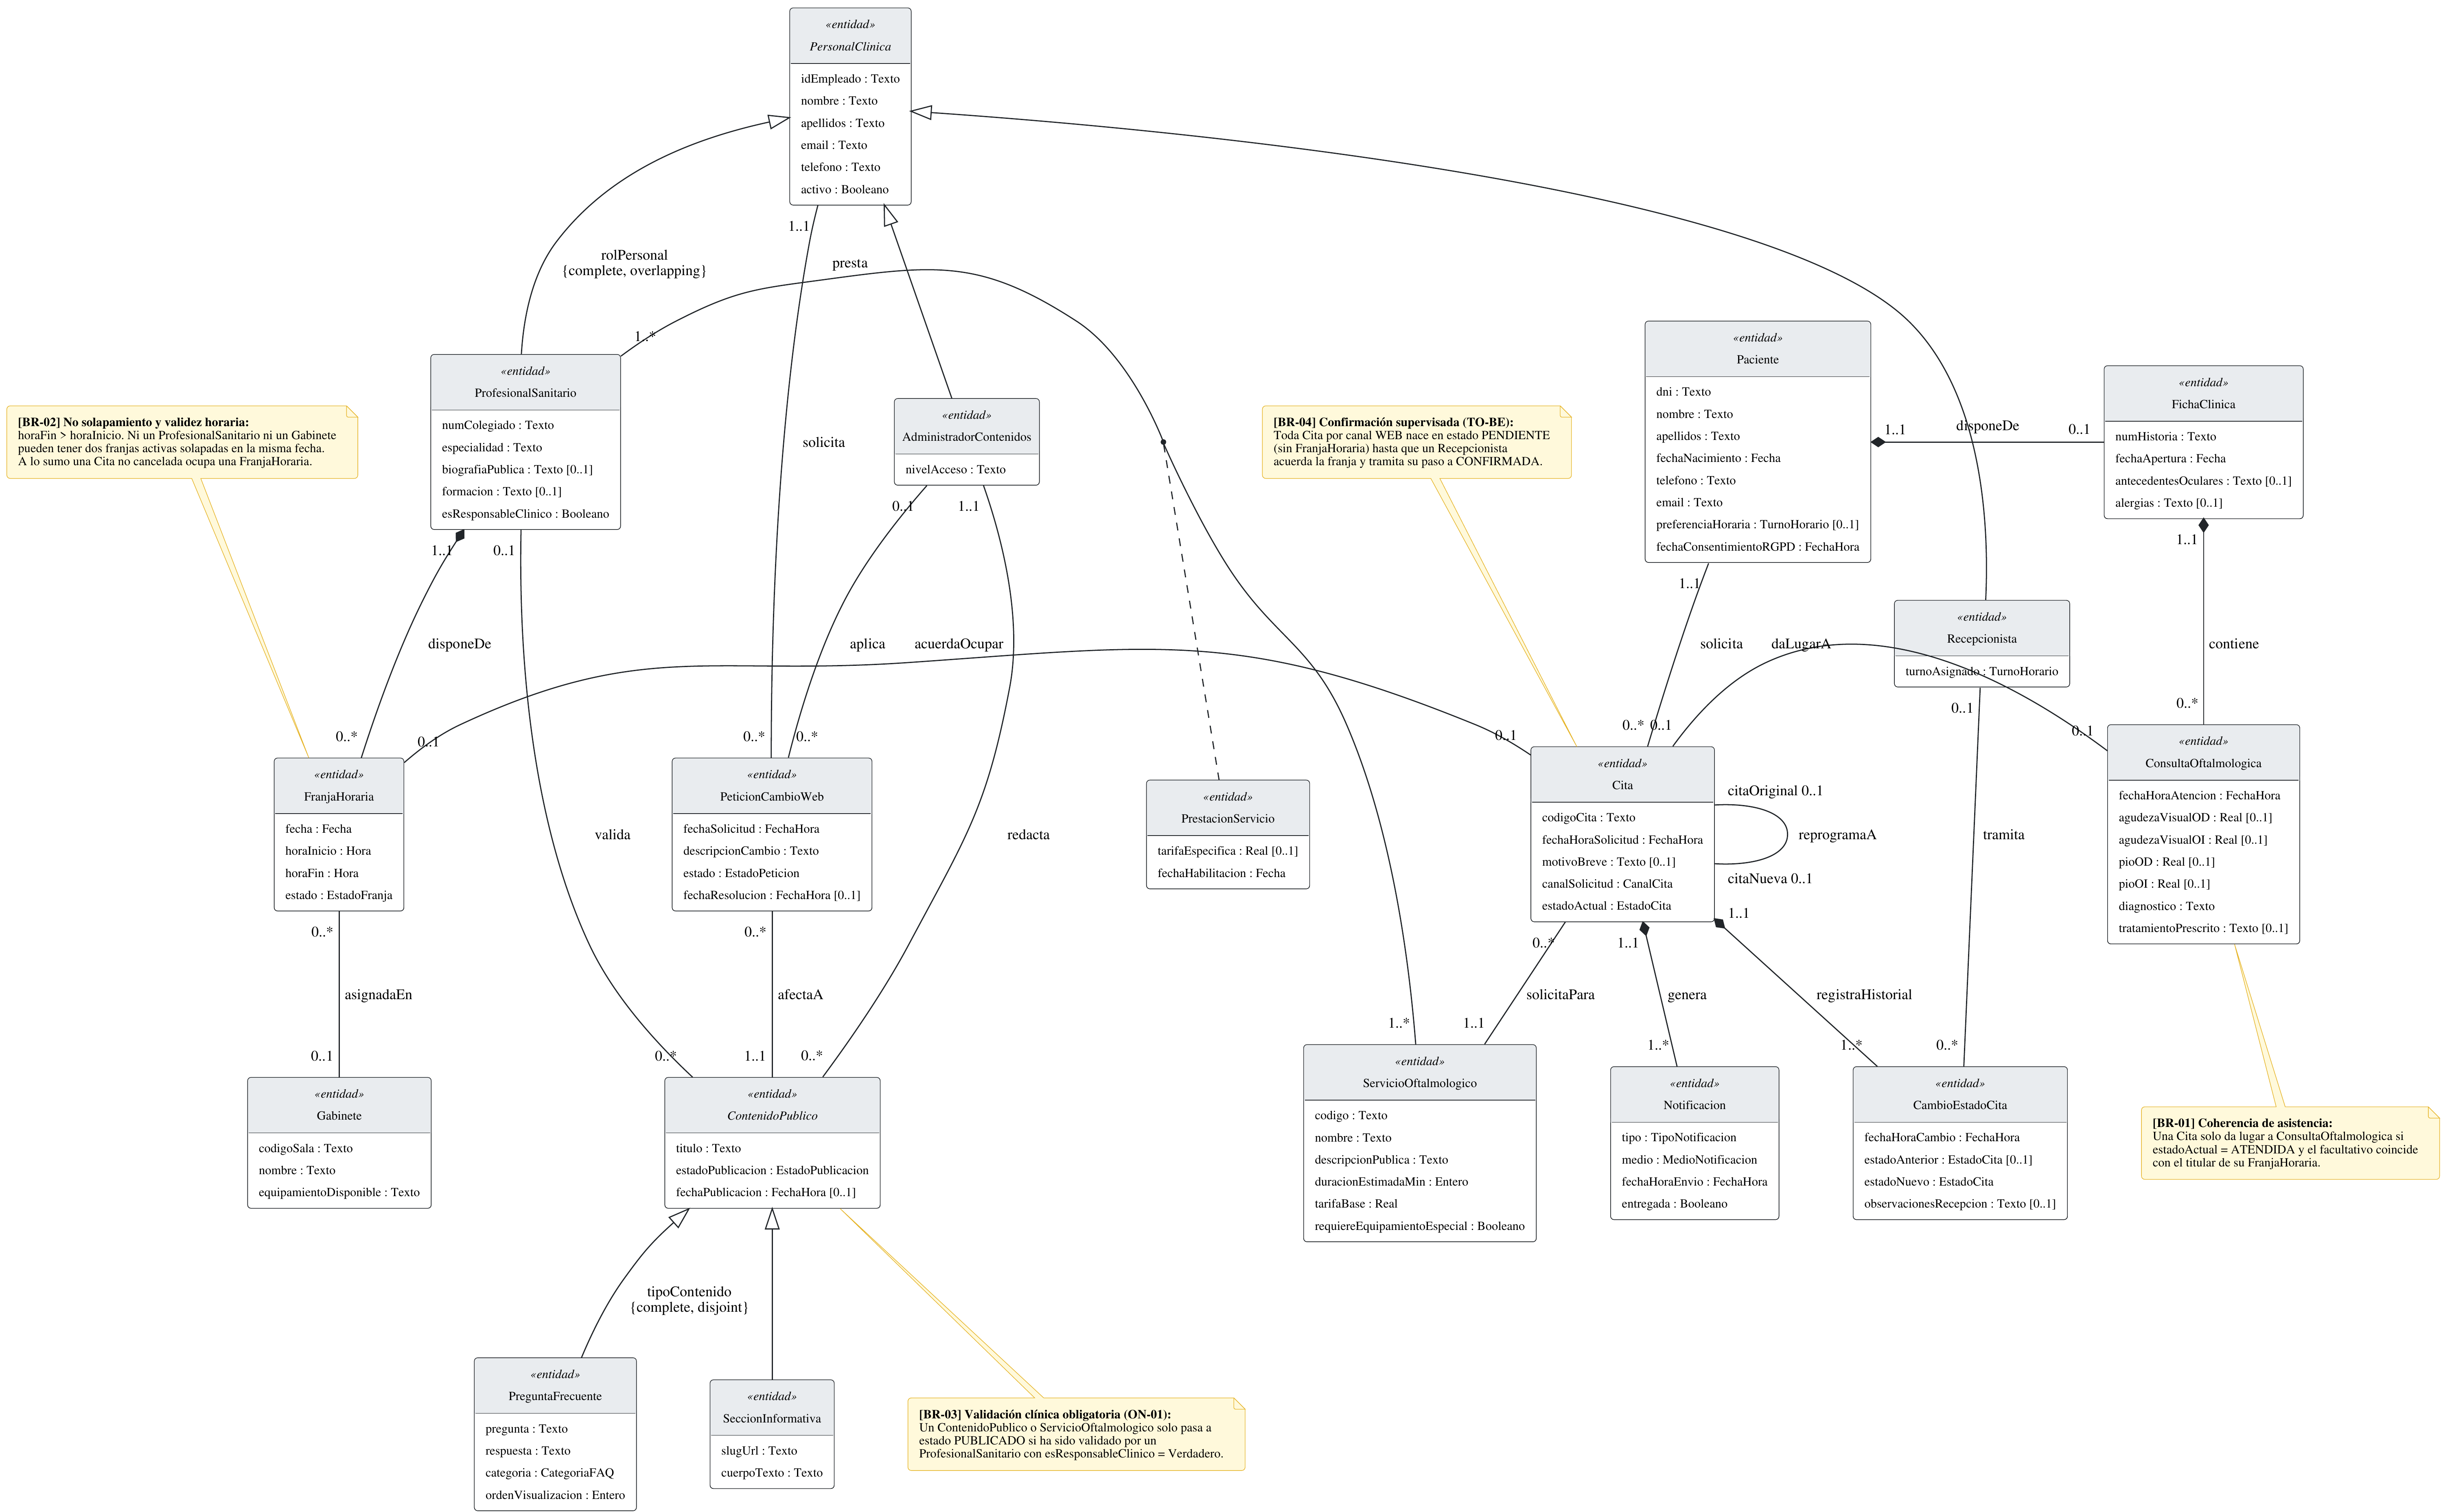 «entidad»
PersonalClinica
idEmpleado : Texto
nombre : Texto
apellidos : Texto
email : Texto
telefono : Texto
activo : Booleano
1..1
rolPersonal
{complete, overlapping}
presta
1..*
solicita
«entidad»
ProfesionalSanitario
numColegiado : Texto
especialidad : Texto
biografiaPublica : Texto [0..1]
formacion : Texto [0..1]
esResponsableClinico : Booleano
1..1
0..1
«entidad»
AdministradorContenidos
nivelAcceso : Texto
0..1
1..1
«entidad»
Paciente
dni : Texto
nombre : Texto
apellidos : Texto
fechaNacimiento : Fecha
telefono : Texto
email : Texto
preferenciaHoraria : TurnoHorario [0..1]
fechaConsentimientoRGPD : FechaHora
1..1
1..1
disponeDe
0..1
«entidad»
FichaClinica
numHistoria : Texto
fechaApertura : Fecha
antecedentesOculares : Texto [0..1]
alergias : Texto [0..1]
1..1
[BR-02] No solapamiento y validez horaria:
horaFin > horaInicio. Ni un ProfesionalSanitario ni un Gabinete
pueden tener dos franjas activas solapadas en la misma fecha.
A lo sumo una Cita no cancelada ocupa una FranjaHoraria.
[BR-04] Confirmación supervisada (TO-BE):
Toda Cita por canal WEB nace en estado PENDIENTE
(sin FranjaHoraria) hasta que un Recepcionista
acuerda la franja y tramita su paso a CONFIRMADA.
disponeDe
aplica
acuerdaOcupar
solicita
daLugarA
«entidad»
Recepcionista
turnoAsignado : TurnoHorario
0..1
contiene
0..*
0..*
0..1
0..*
0..*
0..1
0..*
0..1
0..1
«entidad»
FranjaHoraria
fecha : Fecha
horaInicio : Hora
horaFin : Hora
estado : EstadoFranja
0..*
valida
«entidad»
PeticionCambioWeb
fechaSolicitud : FechaHora
descripcionCambio : Texto
estado : EstadoPeticion
fechaResolucion : FechaHora [0..1]
0..*
redacta
«entidad»
PrestacionServicio
tarifaEspecifica : Real [0..1]
fechaHabilitacion : Fecha
«entidad»
Cita
codigoCita : Texto
fechaHoraSolicitud : FechaHora
motivoBreve : Texto [0..1]
canalSolicitud : CanalCita
estadoActual : EstadoCita
citaOriginal 0..1
reprogramaA
citaNueva 0..1
1..1
0..*
1..1
tramita
«entidad»
ConsultaOftalmologica
fechaHoraAtencion : FechaHora
agudezaVisualOD : Real [0..1]
agudezaVisualOI : Real [0..1]
pioOD : Real [0..1]
pioOI : Real [0..1]
diagnostico : Texto
tratamientoPrescrito : Texto [0..1]
asignadaEn
afectaA
solicitaPara
genera
registraHistorial
0..1
0..*
1..1
0..*
1..*
1..1
1..*
1..*
0..*
«entidad»
Gabinete
codigoSala : Texto
nombre : Texto
equipamientoDisponible : Texto
«entidad»
ContenidoPublico
titulo : Texto
estadoPublicacion : EstadoPublicacion
fechaPublicacion : FechaHora [0..1]
«entidad»
ServicioOftalmologico
codigo : Texto
nombre : Texto
descripcionPublica : Texto
duracionEstimadaMin : Entero
tarifaBase : Real
requiereEquipamientoEspecial : Booleano
«entidad»
Notificacion
tipo : TipoNotificacion
medio : MedioNotificacion
fechaHoraEnvio : FechaHora
entregada : Booleano
«entidad»
CambioEstadoCita
fechaHoraCambio : FechaHora
estadoAnterior : EstadoCita [0..1]
estadoNuevo : EstadoCita
observacionesRecepcion : Texto [0..1]
[BR-01] Coherencia de asistencia:
Una Cita solo da lugar a ConsultaOftalmologica si
estadoActual = ATENDIDA y el facultativo coincide
con el titular de su FranjaHoraria.
tipoContenido
{complete, disjoint}
«entidad»
PreguntaFrecuente
pregunta : Texto
respuesta : Texto
categoria : CategoriaFAQ
ordenVisualizacion : Entero
«entidad»
SeccionInformativa
slugUrl : Texto
cuerpoTexto : Texto
[BR-03] Validación clínica obligatoria (ON-01):
Un ContenidoPublico o ServicioOftalmologico solo pasa a
estado PUBLICADO si ha sido validado por un
ProfesionalSanitario con esResponsableClinico = Verdadero.